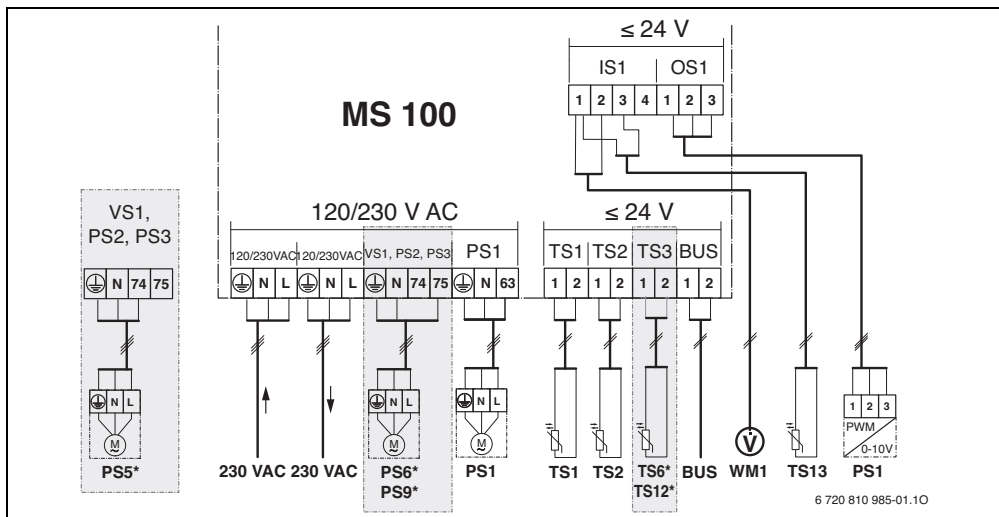 ≤ 24 V
IS1 OS1
1 2 3 4 1 2 3
MS 100
VS1,
PS2, PS3
N 74 75
120/230 V AC
≤ 24 V
120/230VAC 120/230VAC VS1, PS2, PS3 PS1
TS1 TS2 TS3 BUS
N L N L N 74 75 N 63
1 2 1 2 1 2 1 2
N L
M
N L
M
N L
M
1 2 3
PWM
0-10V
V
PS5*
230 VAC 230 VAC PS6* PS1 TS1 TS2 TS6* BUS WM1 TS13 PS1
PS9* TS12*
6 720 810 985-01.1O